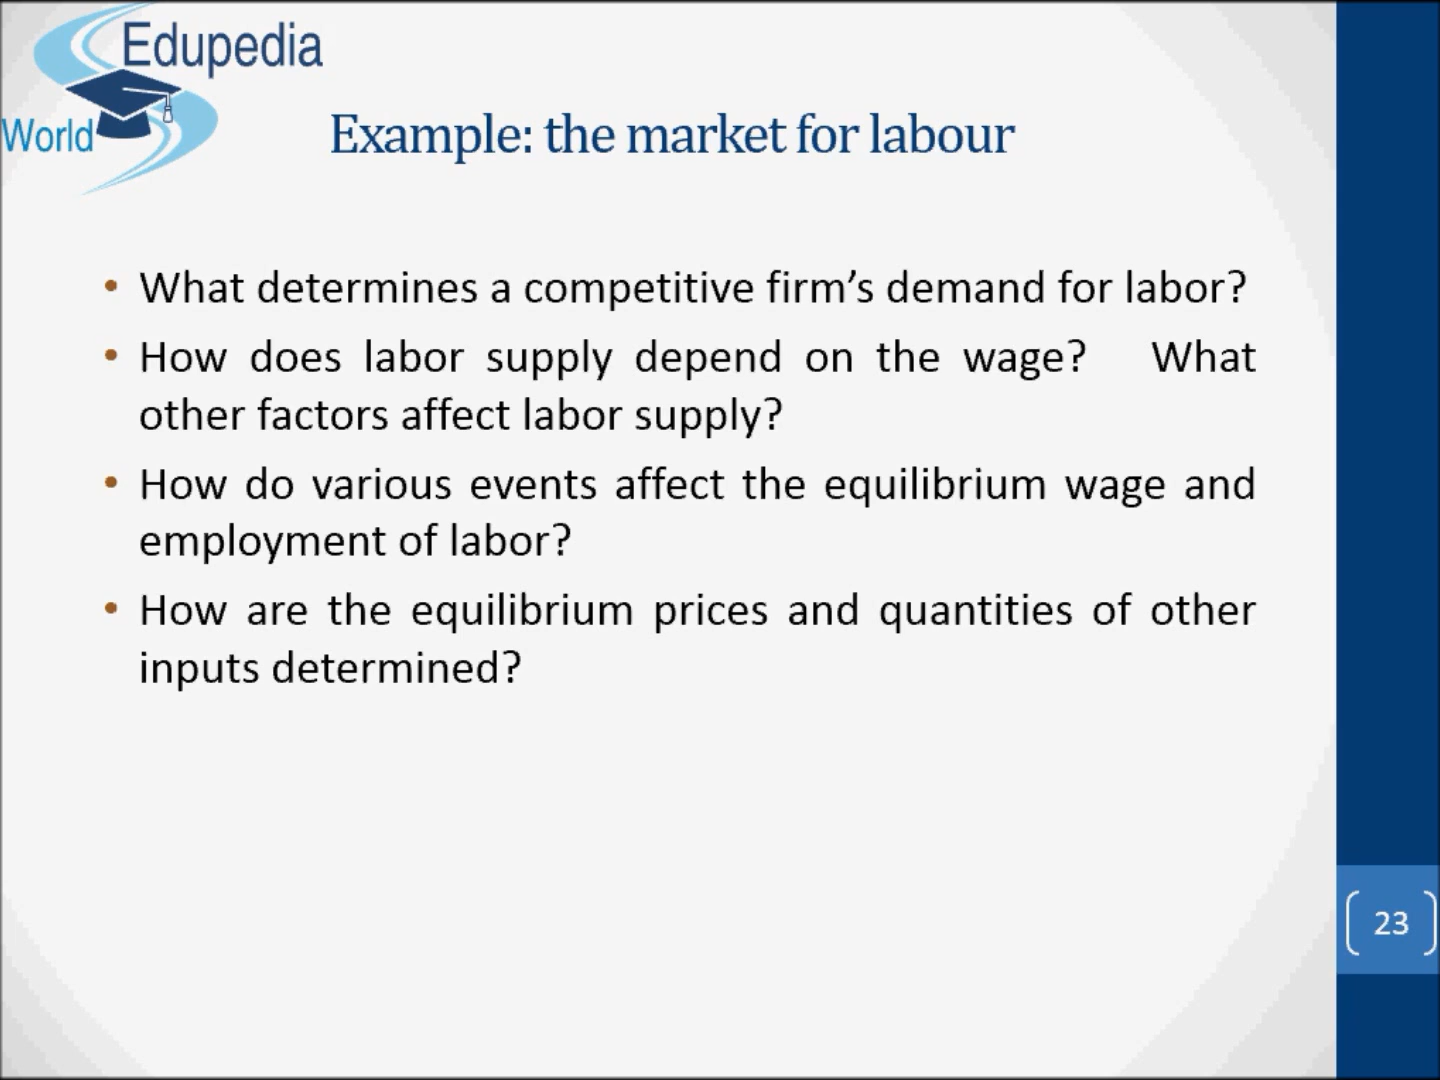 Edupedia
World
Example: the market for labour
• What determines a competitive firm’s demand for labor?
• How does labor supply depend on the wage? What
other factors affect labor supply?
• How do various events affect the equilibrium wage and
employment of labor?
• How are the equilibrium prices and quantities of other
inputs determined?
23